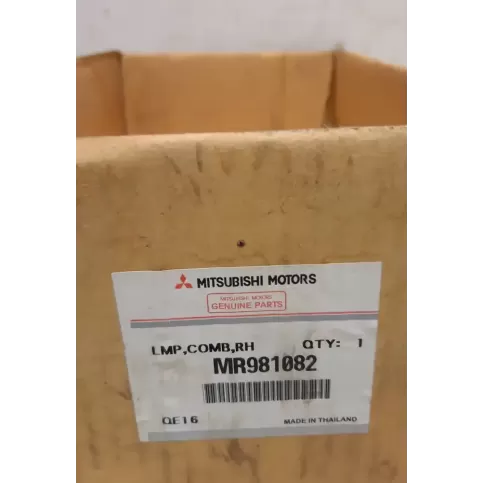 MITSUBISHI MOTORS
MITSUBISHI MOTORS
GENUINE PARTS
LMP,COMB,RH QTY: 1
MR981082
QE16 MADE IN THAILAND